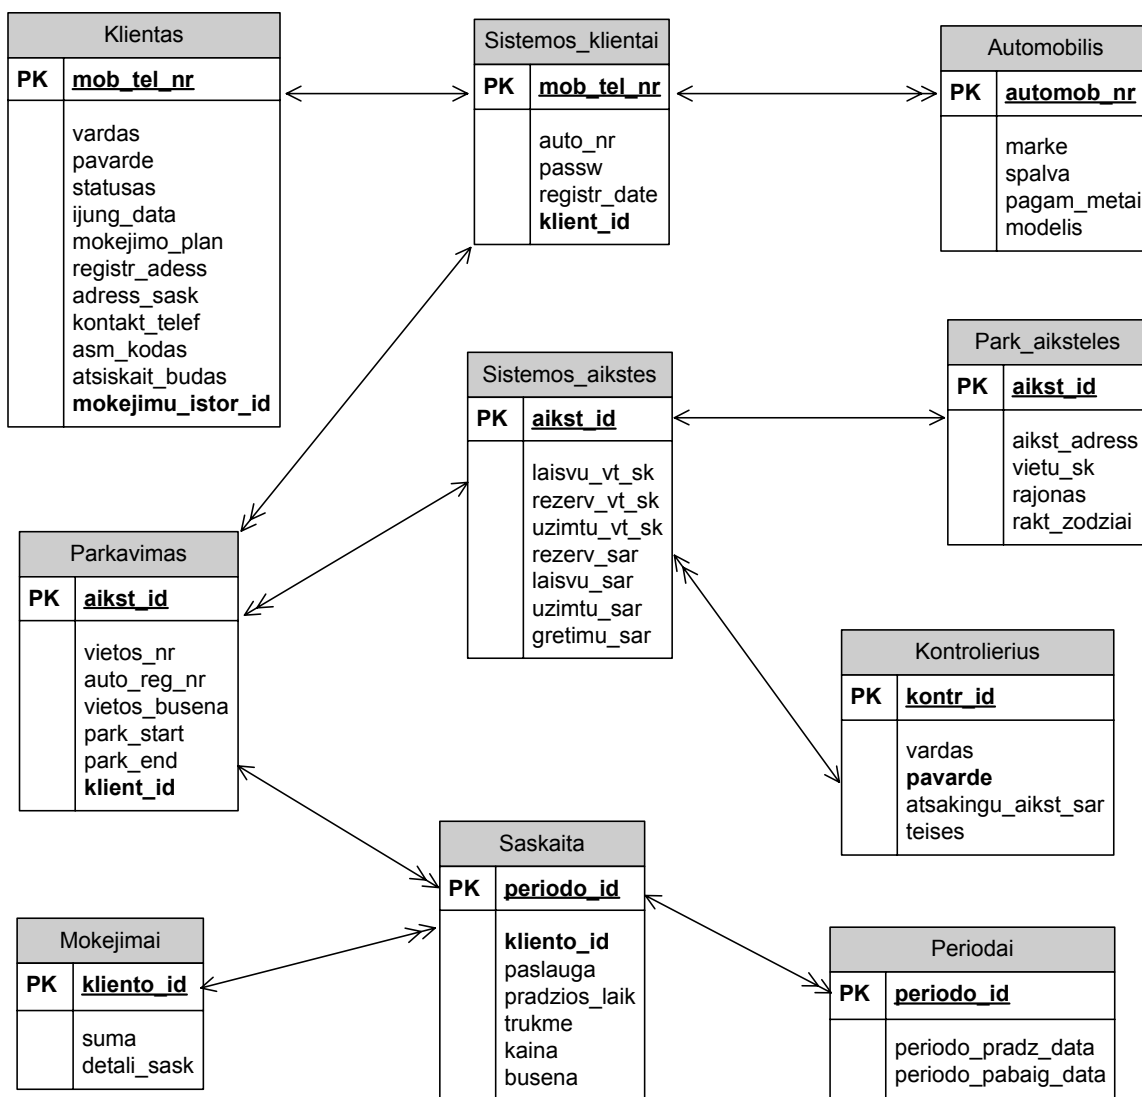 Klientas
PK mob_tel_nr
vardas
pavarde
statusas
ijung_data
mokejimo_plan
registr_adess
adress_sask
kontakt_telef
asm_kodas
atsiskait_budas
mokejimu_istor_id
Sistemos_klientai
PK mob_tel_nr
auto_nr
passw
registr_date
klient_id
Automobilis
PK automob_nr
marke
spalva
pagam_metai
modelis
Sistemos_aikstes
PK aikst_id
laisvu_vt_sk
rezerv_vt_sk
uzimtu_vt_sk
rezerv_sar
laisvu_sar
uzimtu_sar
gretimu_sar
Park_aiksteles
PK aikst_id
aikst_adress
vietu_sk
rajonas
rakt_zodziai
Parkavimas
PK aikst_id
vietos_nr
auto_reg_nr
vietos_busena
park_start
park_end
klient_id
Kontrolierius
PK kontr_id
vardas
pavarde
atsakingu_aikst_sar
teises
Saskaita
PK periodo_id
kliento_id
paslauga
pradzios_laik
trukme
kaina
busena
Mokejimai
PK kliento_id
suma
detali_sask
Periodai
PK periodo_id
periodo_pradz_data
periodo_pabaig_data